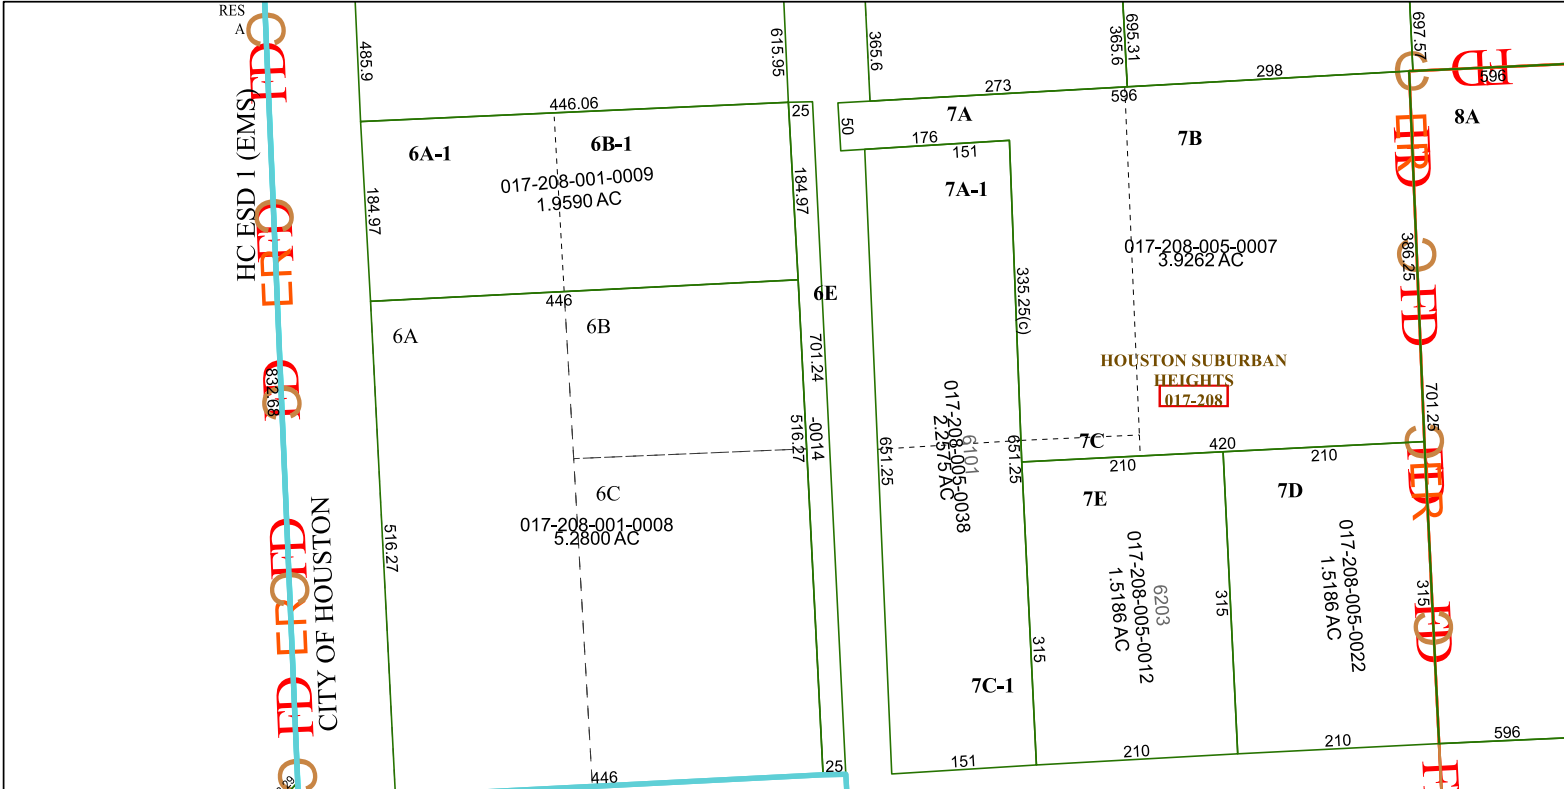 RES
A
485.9
615.95
365.6
695.31
365.6
697.57
596
8A
298
273
596
446.06
25
50
7A
7B
176
151
6A-1
6B-1
017-208-001-0009
1.9590 AC
184.97
184.97
7A-1
HC ESD 1 (EMS)
017-208-005-0007
3.9262 AC
386.25
335.25(c)
446
6E
6A
6B
701.24
HOUSTON SUBURBAN
HEIGHTS
017-208
832.68
-0014
516.27
701.25
017-208-005-0038
2.2575 AC
6101
651.25
651.25
7C
420
210
210
6C
017-208-001-0008
5.2800 AC
516.27
7E
7D
CITY OF HOUSTON
017-208-005-0012
1.5186 AC
6203
017-208-005-0022
1.5186 AC
315
315
315
7C-1
FD
FD
596
210
210
151
25
446